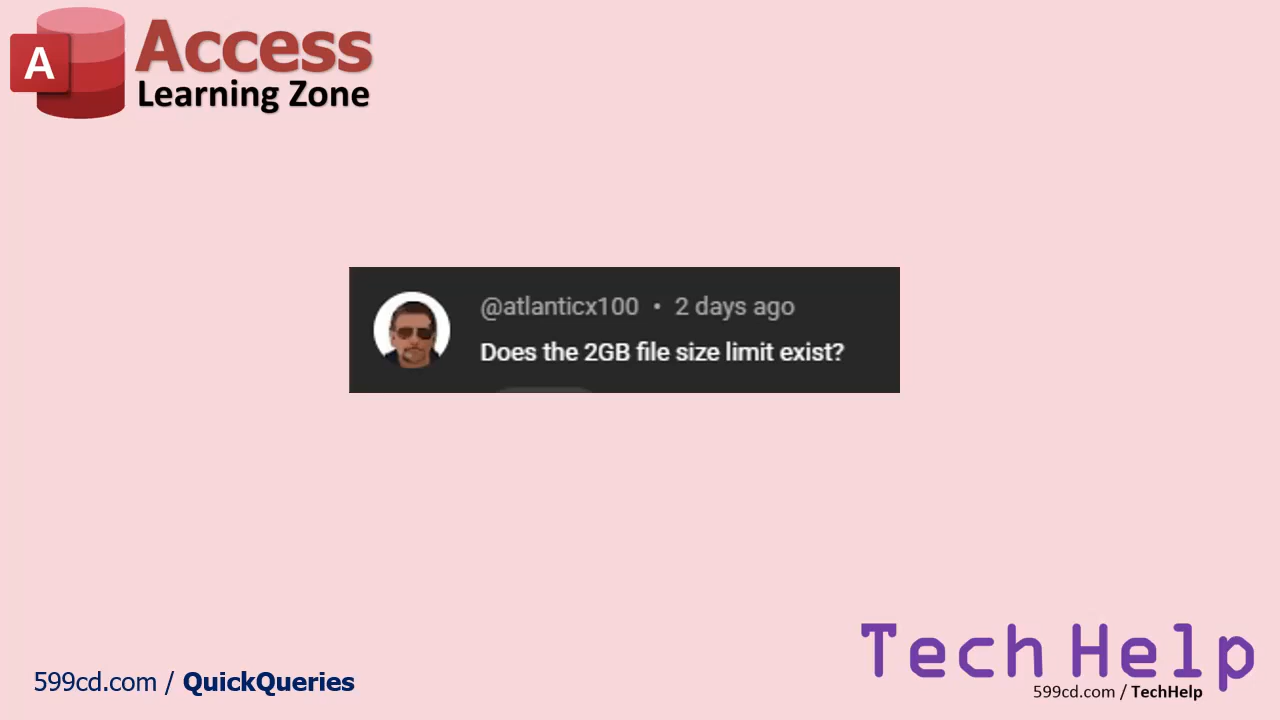 A
Access
Learning Zone
@atlanticx100 • 2 days ago
Does the 2GB file size limit exist?
Tech Help
599cd.com / QuickQueries
599cd.com / TechHelp